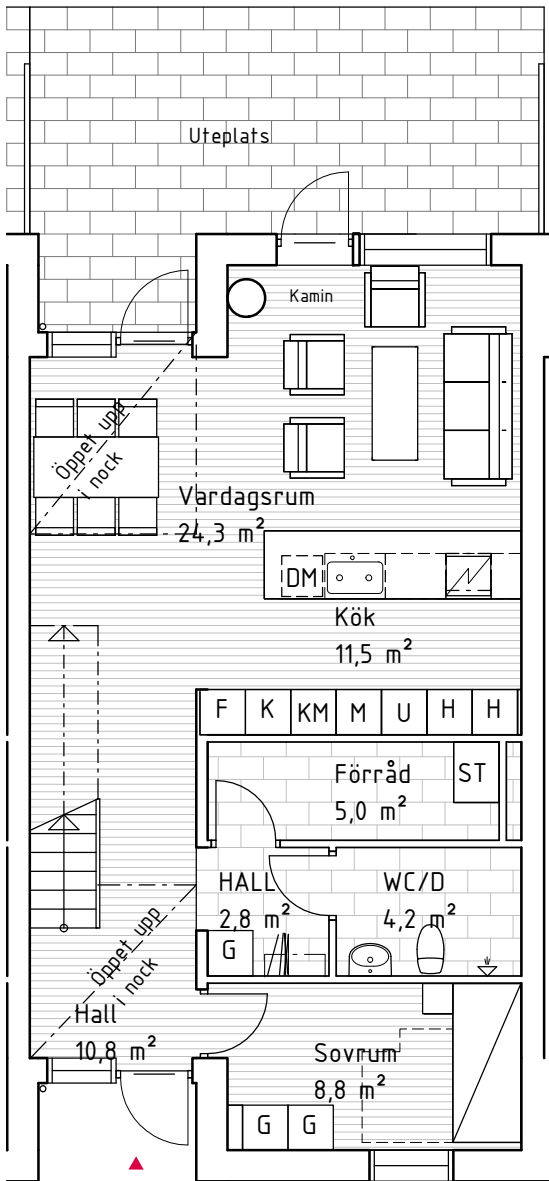 Uteplats
Kamin
Öppet upp
i nock
Vardagsrum
24,3 m²
DM
Kök
11,5 m²
F K KM M U H H
Förråd
5,0 m²
ST
HALL
2,8 m²
WC/D
4,2 m²
G
Öppet upp
i nock
Hall
10,8 m²
Sovrum
8,8 m²
G G